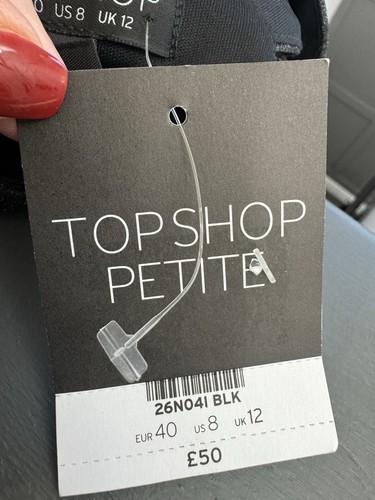 US 8 UK 12
TOPSHOP
PETITE
26N04I BLK
EUR 40 US 8 UK 12
£50